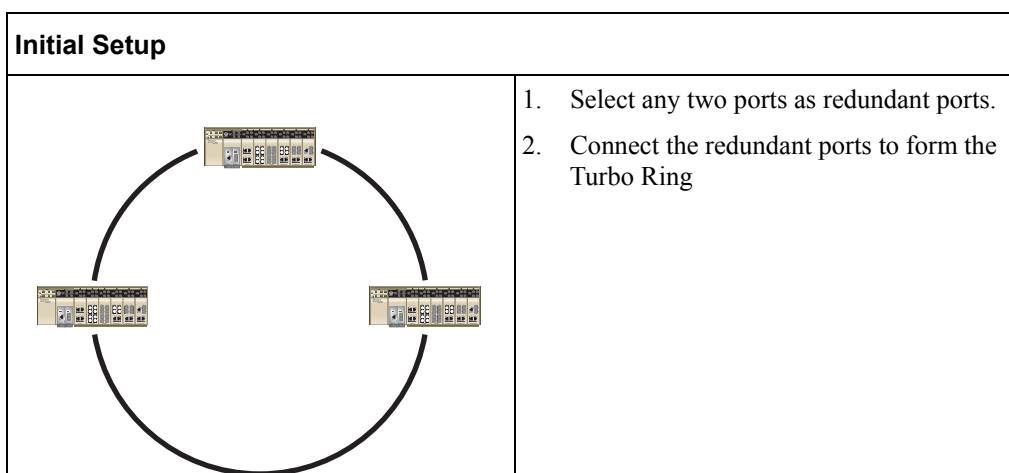 Initial Setup
1. Select any two ports as redundant ports.
2. Connect the redundant ports to form the
Turbo Ring